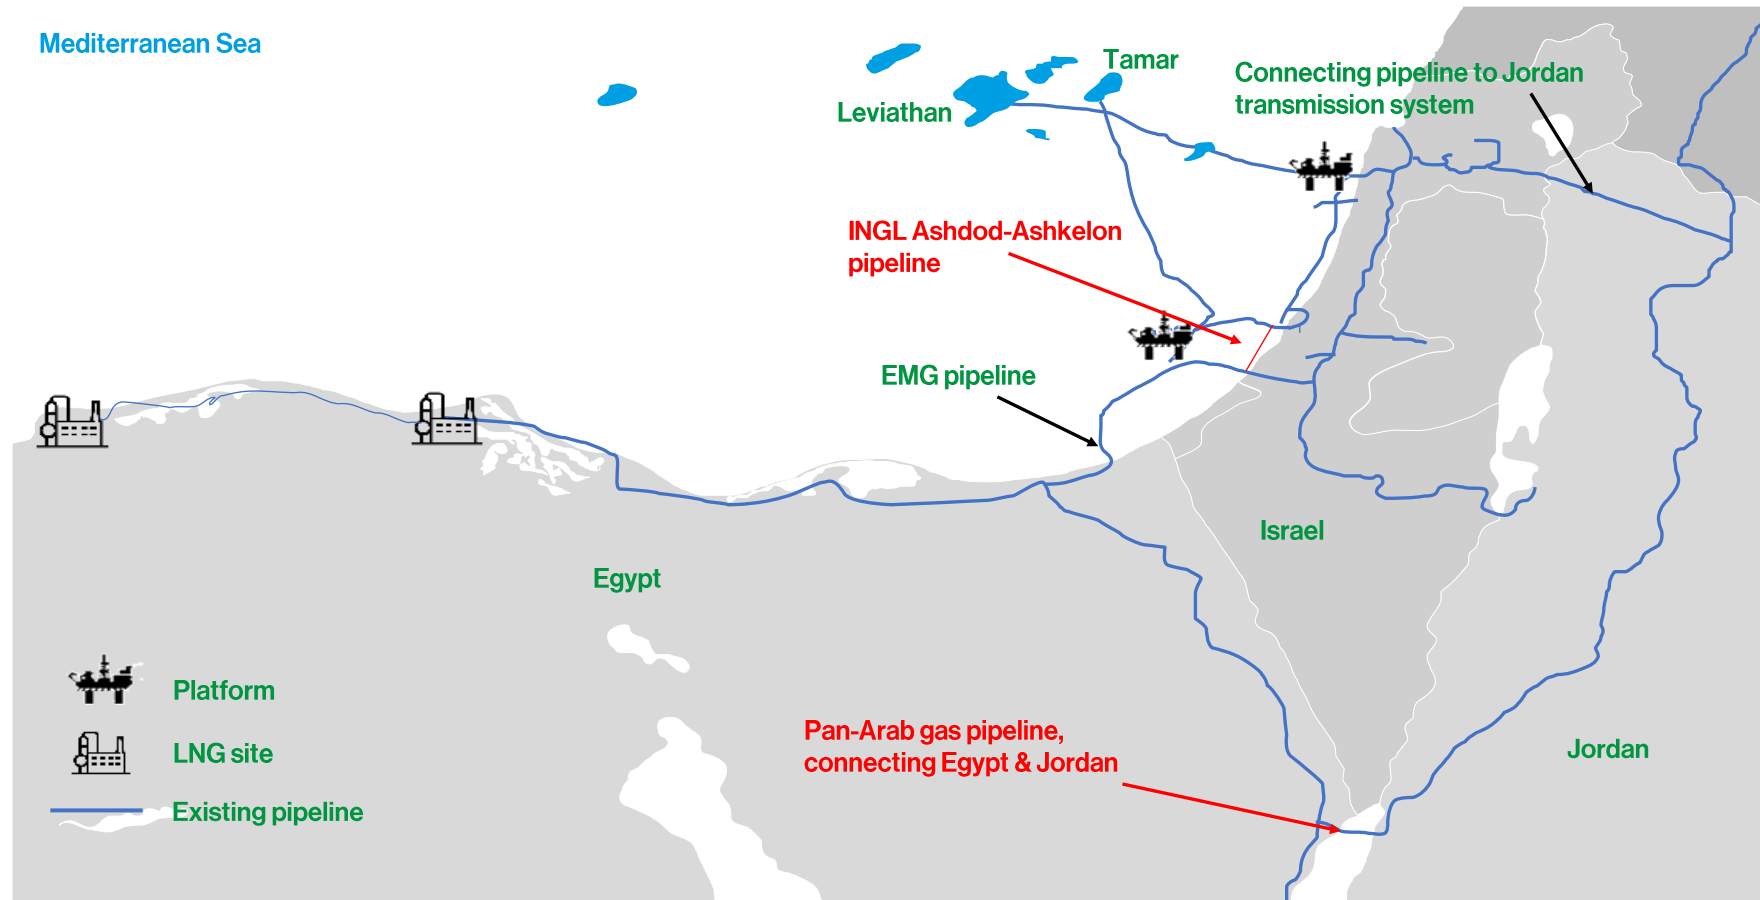 Mediterranean Sea
Tamar
Leviathan
Connecting pipeline to Jordan
transmission system
INGL Ashdod-Ashkelon
pipeline
EMG pipeline
Israel
Egypt
Platform
LNG site
Existing pipeline
Pan-Arab gas pipeline,
connecting Egypt & Jordan
Jordan